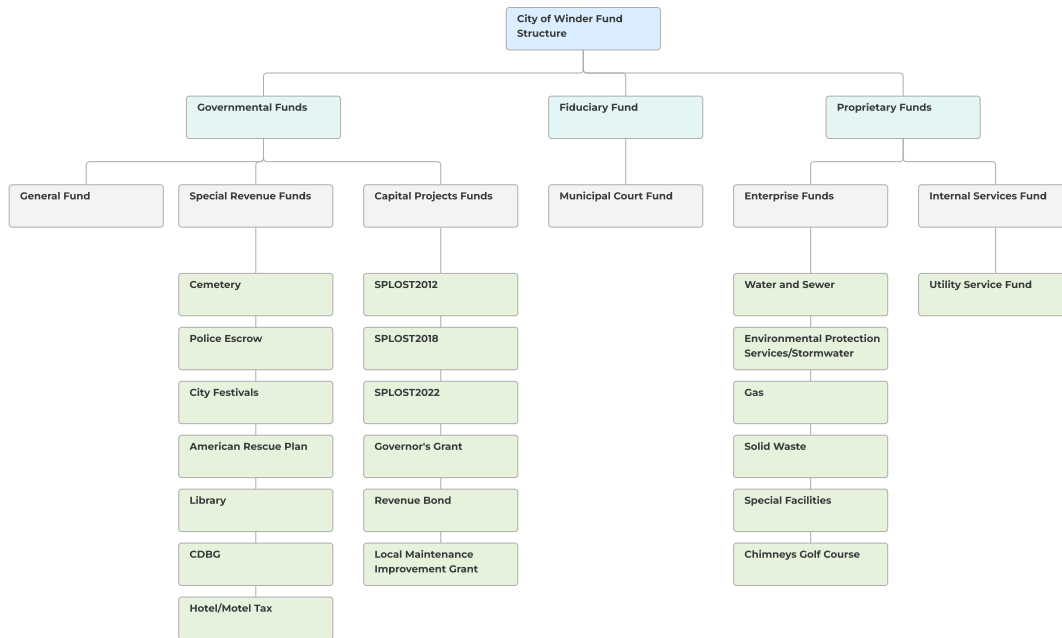 City of Winder Fund
Structure
Governmental Funds
Fiduciary Fund
Proprietary Funds
General Fund
Special Revenue Funds
Capital Projects Funds
Municipal Court Fund
Enterprise Funds
Internal Services Fund
Cemetery
SPLOST2012
Water and Sewer
Utility Service Fund
Police Escrow
SPLOST2018
Environmental Protection
Services/Stormwater
City Festivals
SPLOST2022
Gas
American Rescue Plan
Governor's Grant
Solid Waste
Library
Revenue Bond
Special Facilities
CDBG
Local Maintenance
Improvement Grant
Chimneys Golf Course
Hotel/Motel Tax